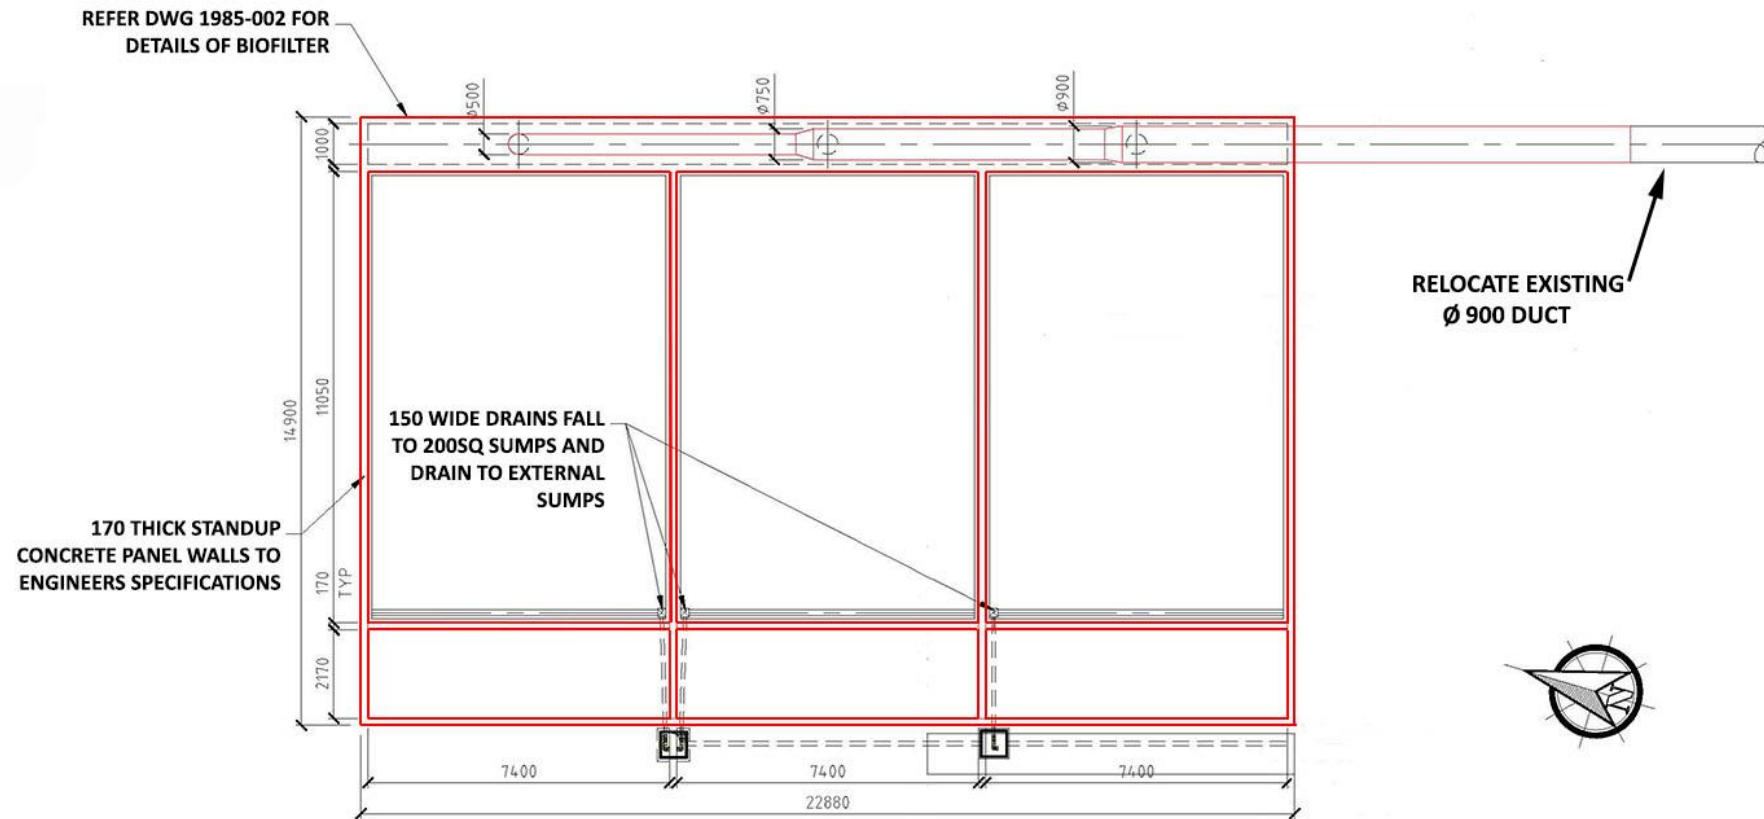 REFER DWG 1985-002 FOR
DETAILS OF BIOFILTER
Ø500
Ø750
Ø900
1000
RELOCATE EXISTING
Ø 900 DUCT
11050
14900
150 WIDE DRAINS FALL
TO 200SQ SUMPS AND
DRAIN TO EXTERNAL
SUMPS
170 THICK STANDUP
CONCRETE PANEL WALLS TO
ENGINEERS SPECIFICATIONS
170
TYP
2170
7400
7400
7400
22880